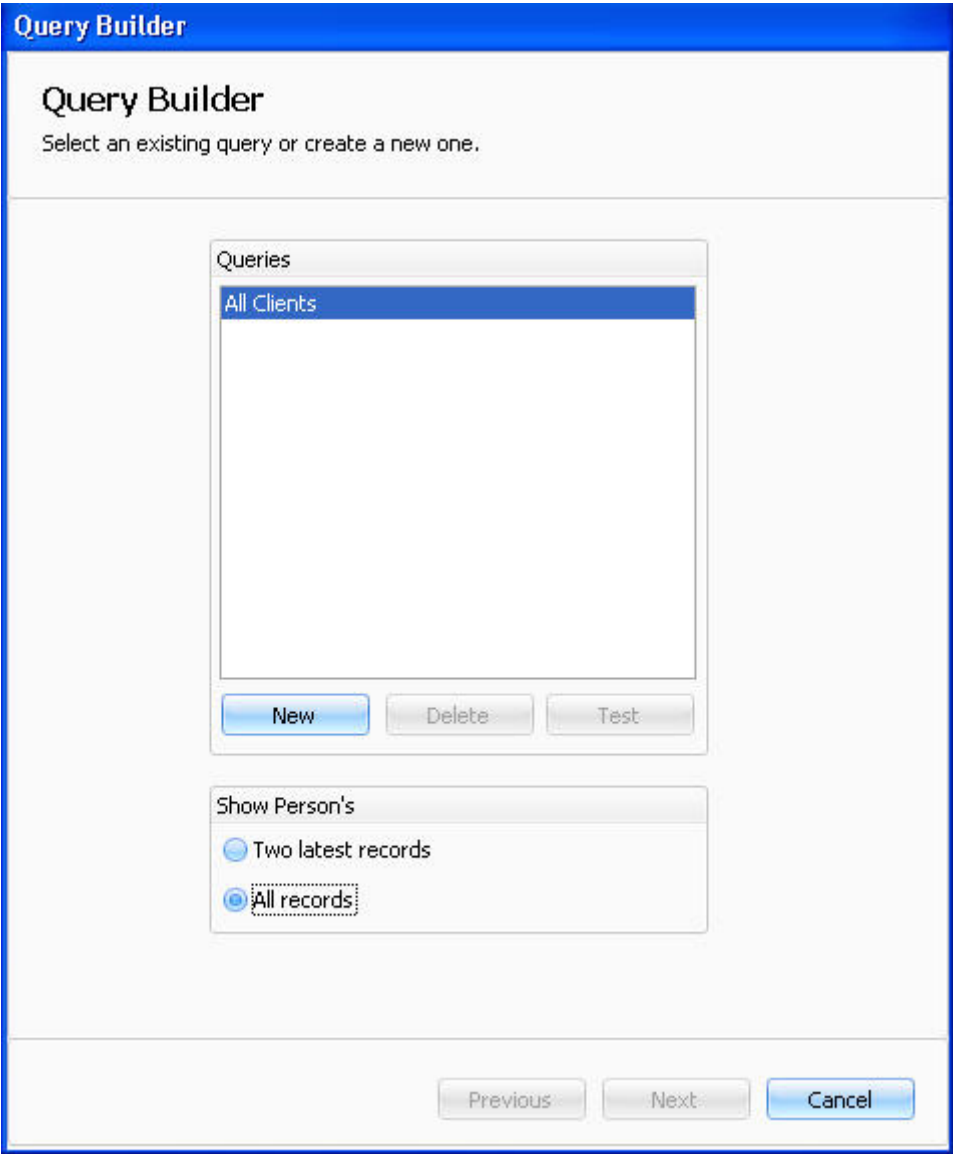 Query Builder
Query Builder
Select an existing query or create a new one.
Queries
All Clients
New Delete Test
Show Person's
Two latest records
All records
Previous Next Cancel